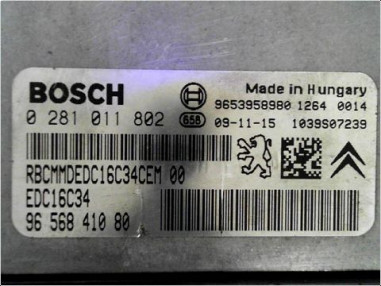 BOSCH
Made in Hungary
9653958980 1264 0014
0 281 011 802
658
09-11-15 1039S07239
RBCMMDEDC16C34CEM 00
EDC16C34
96 568 410 80